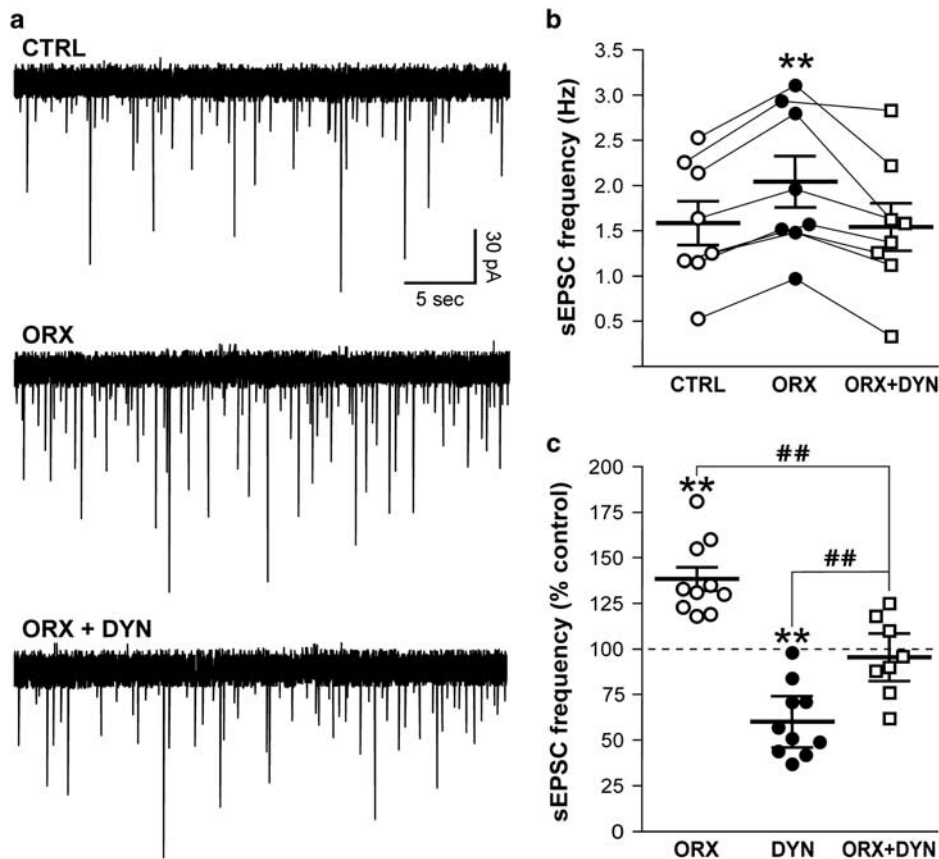 a
CTRL
30 pA
5 sec
ORX
ORX + DYN
b
sEPSC frequency (Hz)
3.5
3.0
2.5
2.0
1.5
1.0
0.5
**
CTRL
ORX
ORX+DYN
c
sEPSC frequency (% control)
200
175
150
125
100
75
50
25
0
**
**
##
##
ORX
DYN
ORX+DYN